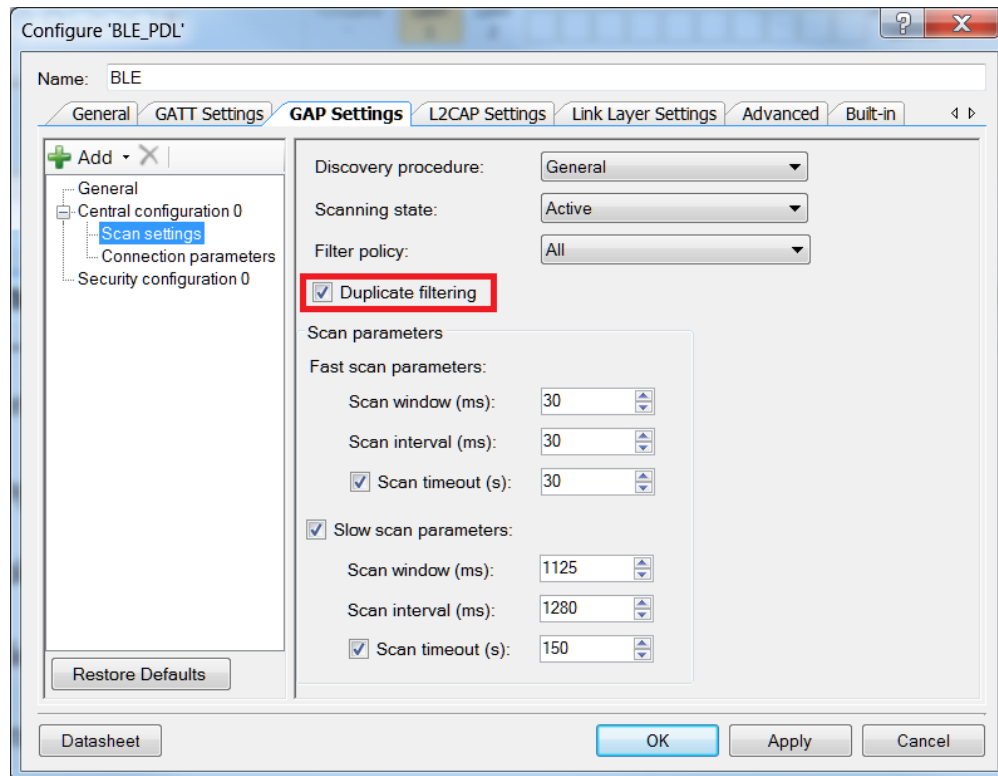 Configure 'BLE_PDL'
Name: BLE
General GATT Settings GAP Settings L2CAP Settings Link Layer Settings Advanced Built-in
Add
General
Central configuration 0
Scan settings
Connection parameters
Security configuration 0
Restore Defaults
Discovery procedure: General
Scanning state: Active
Filter policy: All
Duplicate filtering
Scan parameters
Fast scan parameters:
Scan window (ms): 30
Scan interval (ms): 30
Scan timeout (s): 30
Slow scan parameters:
Scan window (ms): 1125
Scan interval (ms): 1280
Scan timeout (s): 150
Datasheet OK Apply Cancel